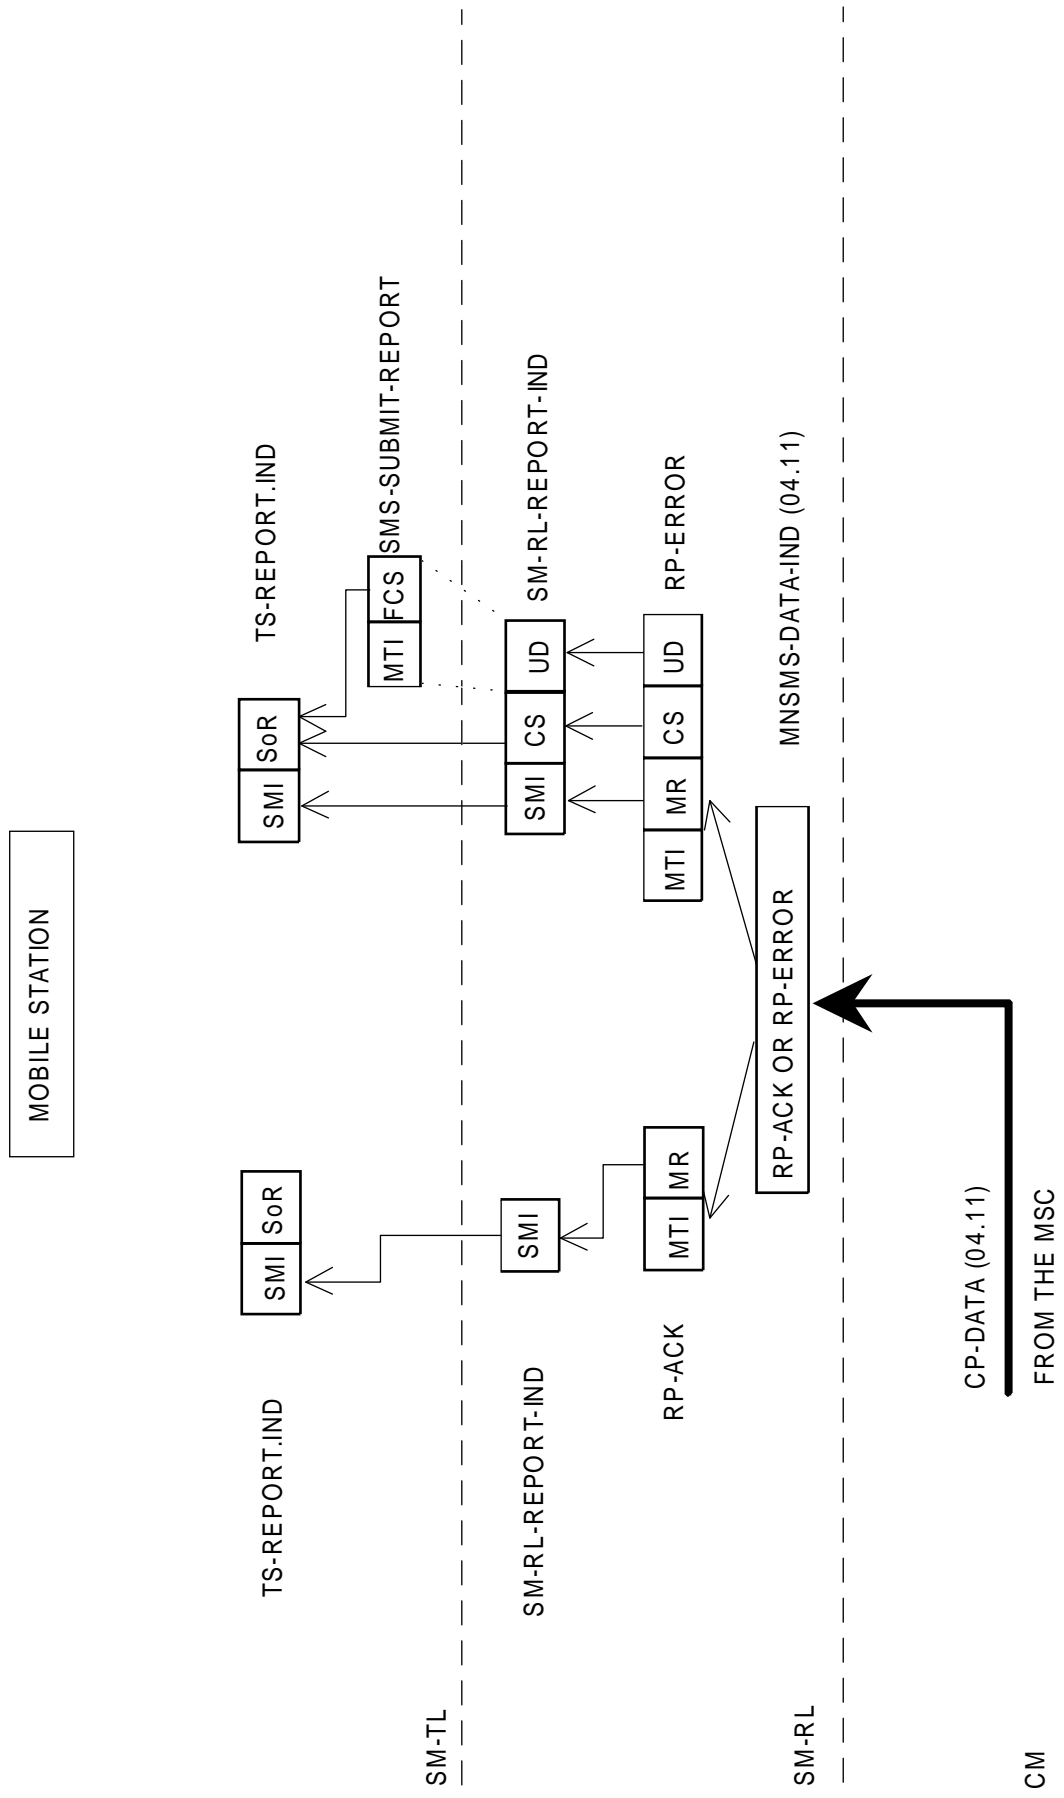 MOBILE STATION
TS-REPORT.IND
SMI SoR
SMI SoR
TS-REPORT.IND
MTI FCS
SMS-SUBMIT-REPORT
SM-TL
SM-RL-REPORT-IND
SMI
SMI CS UD
SM-RL-REPORT-IND
RP-ACK
MTI MR
MTI MR CS UD
RP-ERROR
RP-ACK OR RP-ERROR
MNSMS-DATA-IND (04.11)
SM-RL
CP-DATA (04.11)
FROM THE MSC
CM